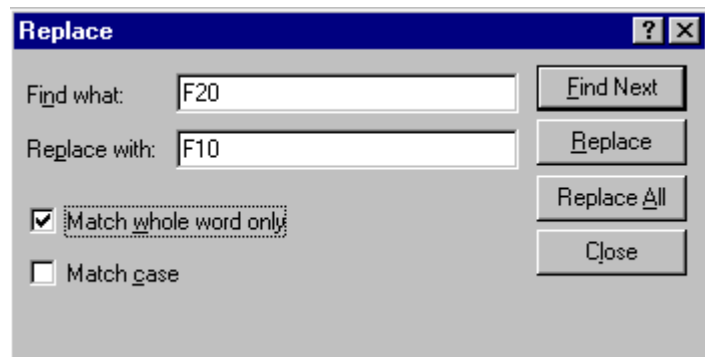 Replace
Find what: F20
Find Next
Replace with: F10
Replace
Replace All
Match whole word only
Close
Match case